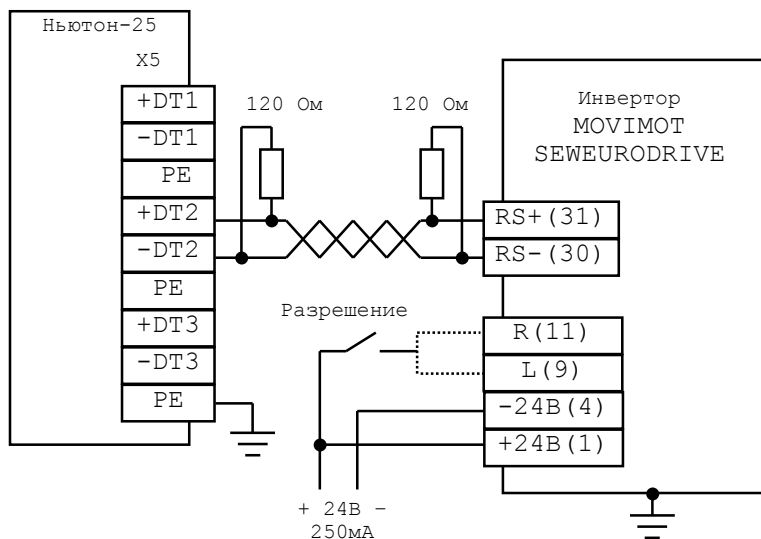 Ньютон-25
X5
+DT1
-DT1
PE
+DT2
-DT2
PE
+DT3
-DT3
PE
120 Ом
120 Ом
Инвертор
MOVIMOT
SEWEURODRIVE
RS+(31)
RS-(30)
Разрешение
R(11)
L(9)
-24В(4)
+24В(1)
+ 24В -
250мА